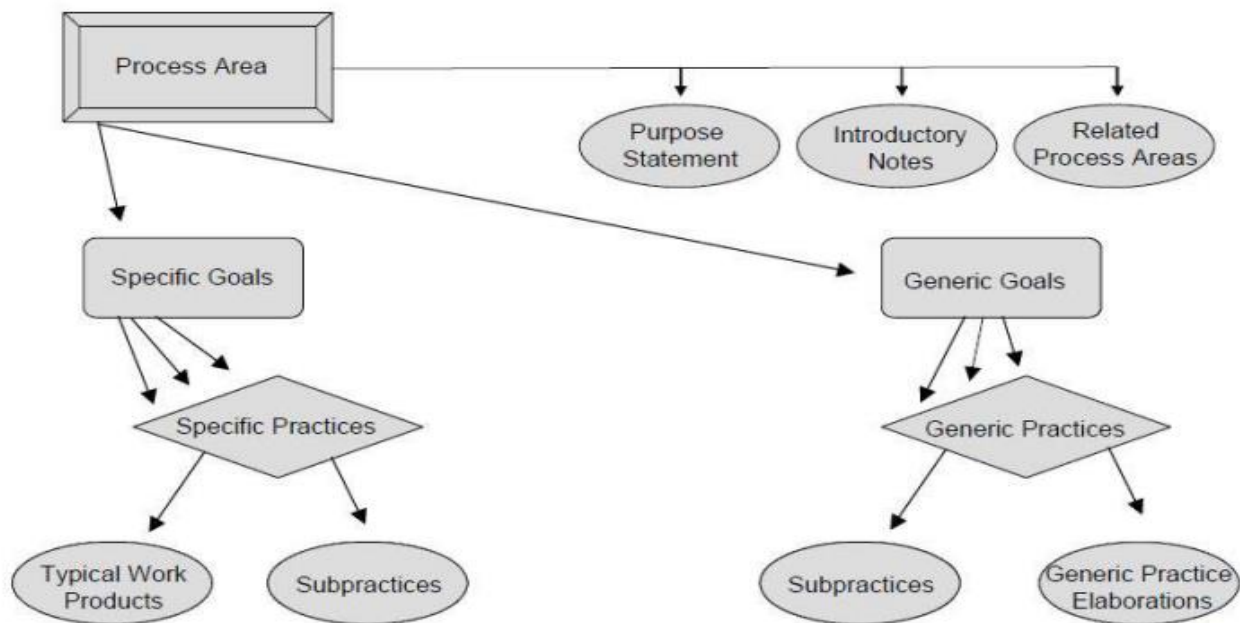 Process Area
Purpose
Statement
Introductory
Notes
Related
Process Areas
Specific Goals
Generic Goals
Specific Practices
Generic Practices
Typical Work
Products
Subpractices
Subpractices
Generic Practice
Elaborations